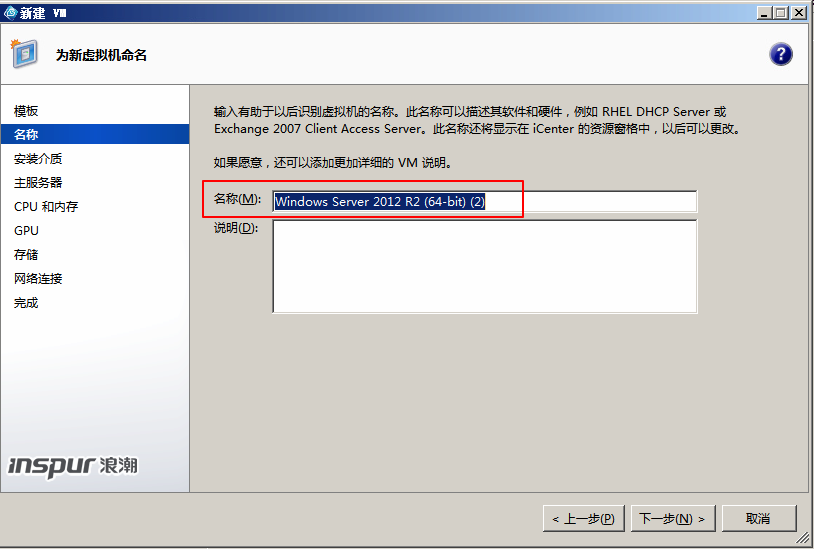 新建 VM
为新虚拟机命名
?
模板
名称
安装介质
主服务器
CPU 和内存
GPU
存储
网络连接
完成
inspur 浪潮
输入有助于以后识别虚拟机的名称。此名称可以描述其软件和硬件，例如 RHEL DHCP Server 或
Exchange 2007 Client Access Server。此名称还将显示在 iCenter 的资源窗格中，以后可以更改。
如果愿意，还可以添加更加详细的 VM 说明。
名称(M): Windows Server 2012 R2 (64-bit) (2)
说明(D):
< 上一步(P) 下一步(N) > 取消